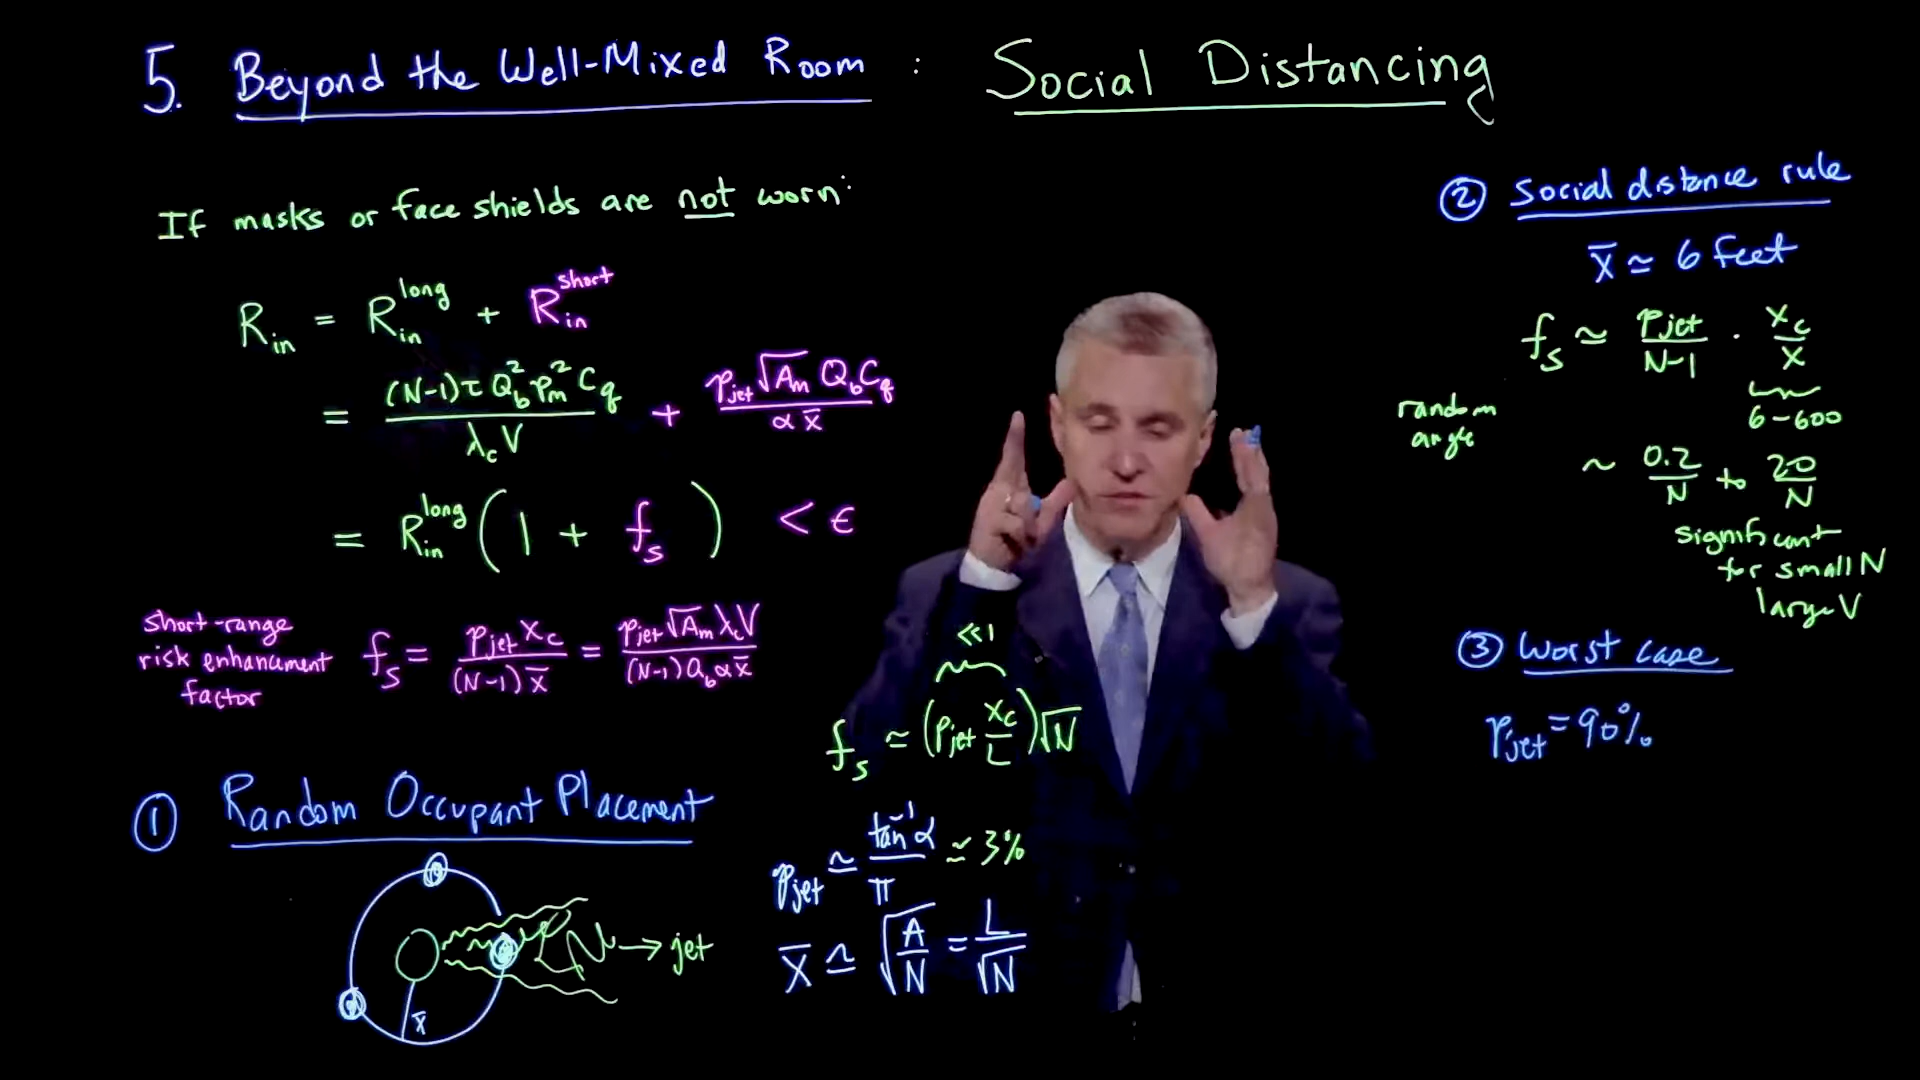 5. Beyond the Well-Mixed Room : Social Distancing
If masks or face shields are not worn:
R_in = R_in^long + R_in^short
= (N-1)τ Q_b^2 p_m^2 C_q / λ_c V + p_jet √A_m Q_b C_q / α x̄
= R_in^long (1 + f_s) < ε
short-range
risk enhancement
factor
f_s = p_jet x_c / (N-1) x̄ = p_jet √A_m λ_c V / (N-1) Q_b α x̄
① Random Occupant Placement
x̄
→ jet
<<1
f_s ≃ (p_jet x_c / L) √N
p_jet ≃ tan^-1 α / π ≃ 3%
x̄ ≃ √(A/N) = L / √N
② Social distance rule
x̄ ≃ 6 feet
f_s ≃ p_jet / N-1 · x_c / x̄
6-600
random
angle
~ 0.2/N to 20/N
significant
for small N
large V
③ Worst case
p_jet = 90%